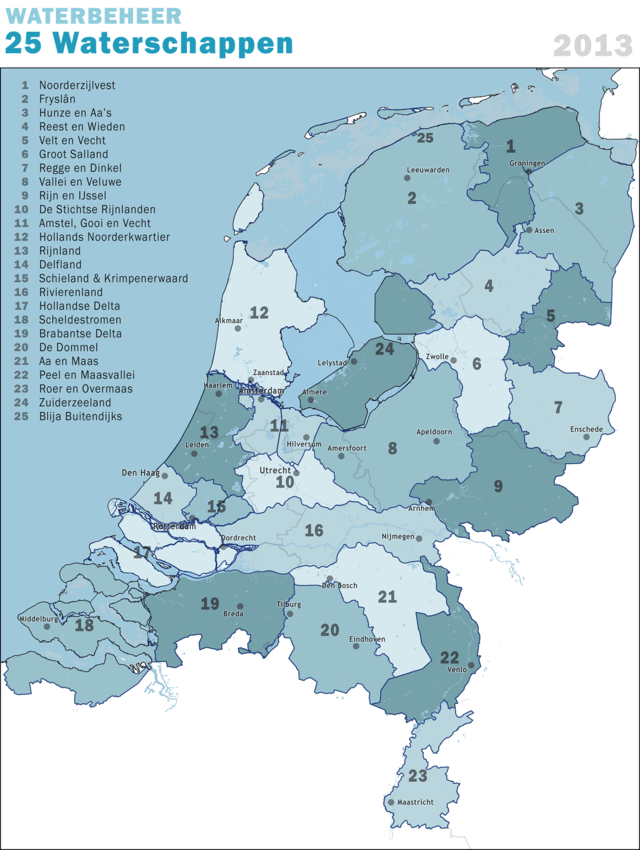 WATERBEHEER
25 Waterschappen
2013
1 Noorderzijlvest
2 Fryslân
3 Hunze en Aa's
4 Reest en Wieden
5 Velt en Vecht
6 Groot Salland
7 Regge en Dinkel
8 Vallei en Veluwe
9 Rijn en IJssel
10 De Stichtse Rijnlanden
11 Amstel, Gooi en Vecht
12 Hollands Noorderkwartier
13 Rijnland
14 Delfland
15 Schieland & Krimpenerwaard
16 Rivierenland
17 Hollandse Delta
18 Scheldestromen
19 Brabantse Delta
20 De Dommel
21 Aa en Maas
22 Peel en Maasvallei
23 Roer en Overmaas
24 Zuiderzeeland
25 Blija Buitendijks
25
1
Groningen
Leeuwarden
2
3
Assen
4
12
5
Alkmaar
24
Zwolle
Lelystad
6
Zaanstad
Haarlem
Amsterdam
Almere
7
11
13
Enschede
Apeldoorn
Hilversum
Leiden
Amersfoort
8
Utrecht
Den Haag
10
9
14
15
Arnhem
Rotterdam
16
Dordrecht
Nijmegen
17
Den Bosch
21
19
Tilburg
Breda
Middelburg
18
20
Eindhoven
22
Venlo
23
Maastricht